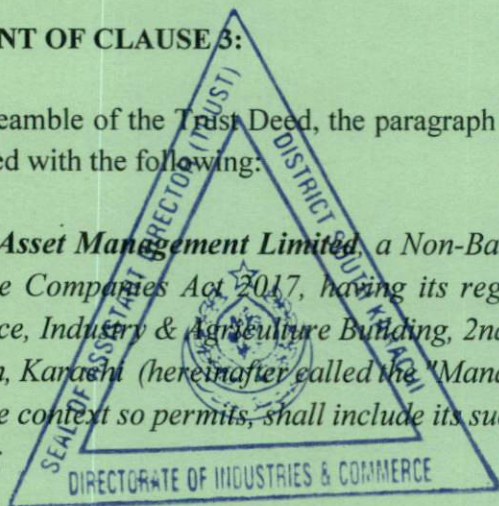 NT OF CLAUSE 3:
eamble of the Trust Deed, the paragraph
ed with the following:
Asset Management Limited, a Non-Ba
e Companies Act 2017, having its reg
ce, Industry & Agriculture Building, 2nd
n, Karachi (hereinafter called the "Mana
e context so permits, shall include its su
SEAL OF ASSISTANT DIRECTOR (TRUST)
DISTRICT SOUTH KARACHI
DIRECTORATE OF INDUSTRIES & COMMERCE